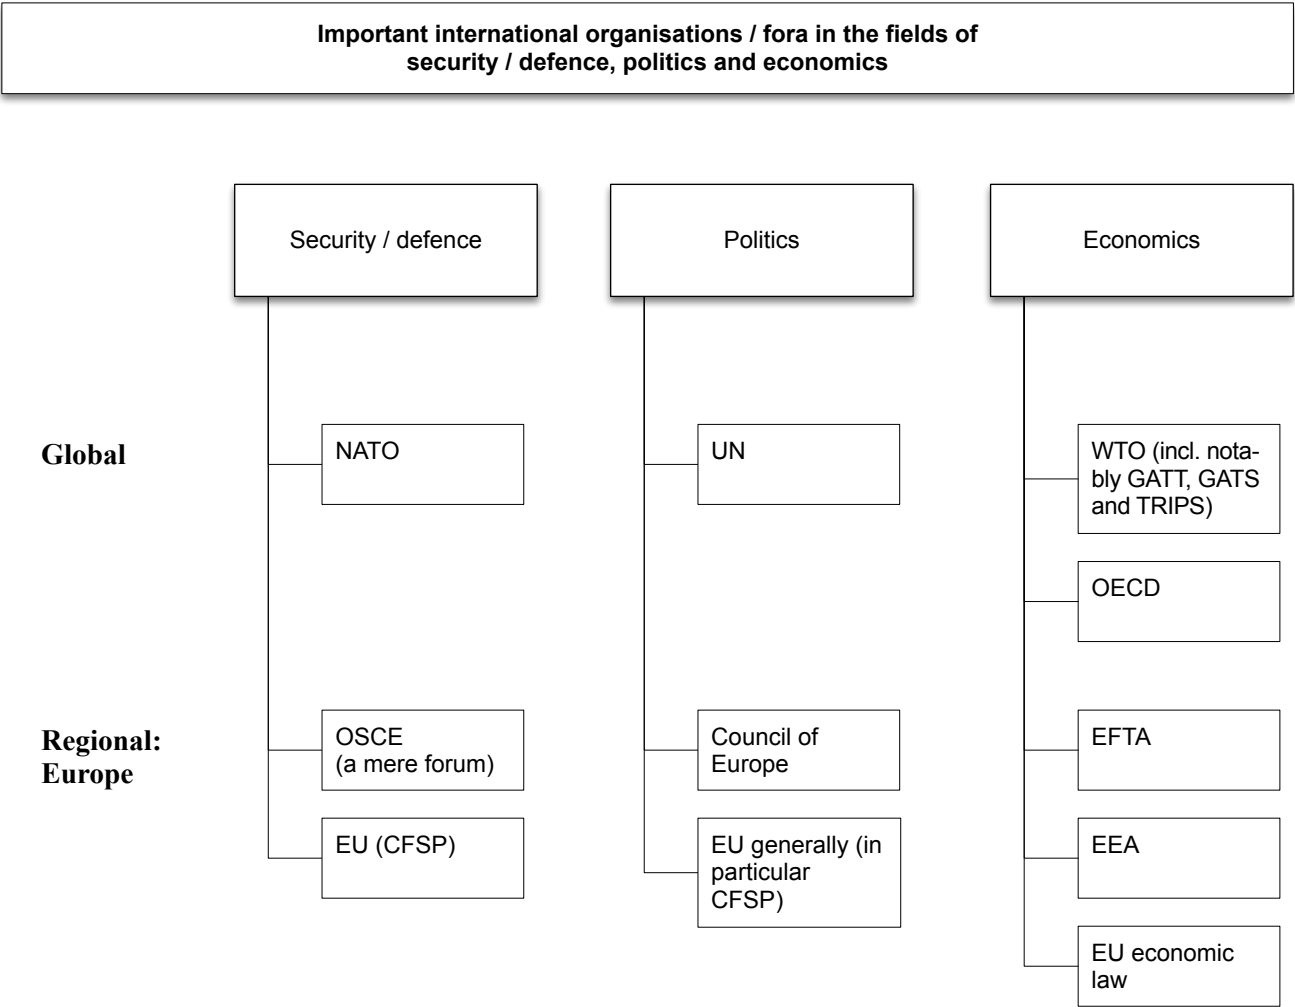 Important international organisations / fora in the fields of
security / defence, politics and economics
Security / defence
Politics
Economics
Global
NATO
UN
WTO (incl. nota-
bly GATT, GATS
and TRIPS)
OECD
Regional:
Europe
OSCE
(a mere forum)
Council of
Europe
EFTA
EU (CFSP)
EU generally (in
particular
CFSP)
EEA
EU economic
law